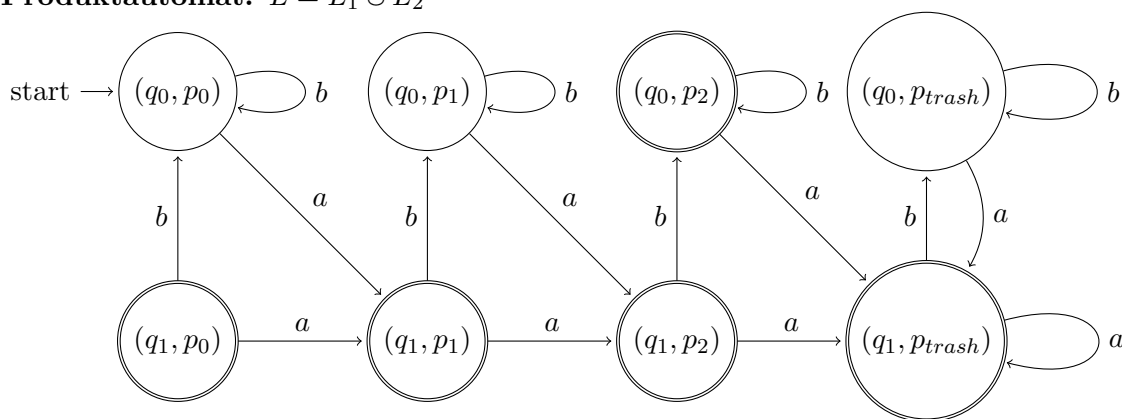 Produktautomat: L = L₁ ∪ L₂
start (q₀, p₀) b (q₀, p₁) b (q₀, p₂) b (q₀, p_trash) b
b a b a b a b a
(q₁, p₀) a (q₁, p₁) a (q₁, p₂) a (q₁, p_trash) a